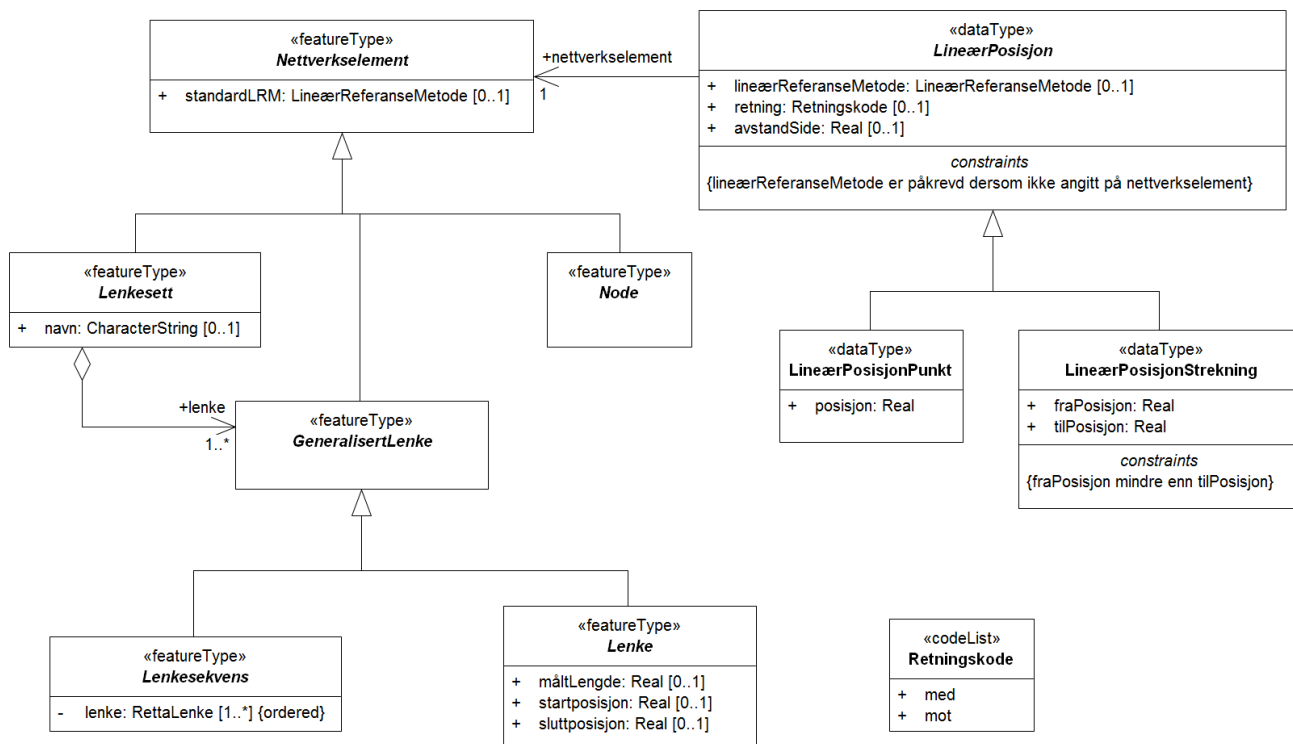 «featureType»
Nettverkselement
+ standardLRM: LineærReferanseMetode [0..1]
+nettverkselement
1
«dataType»
LineærPosisjon
+ lineærReferanseMetode: LineærReferanseMetode [0..1]
+ retning: Retningskode [0..1]
+ avstandSide: Real [0..1]
constraints
{lineærReferanseMetode er påkrevd dersom ikke angitt på nettverkselement}
«featureType»
Lenkesett
+ navn: CharacterString [0..1]
«featureType»
Node
+lenke
1..*
«featureType»
GeneralisertLenke
«dataType»
LineærPosisjonPunkt
+ posisjon: Real
«dataType»
LineærPosisjonStrekning
+ fraPosisjon: Real
+ tilPosisjon: Real
constraints
{fraPosisjon mindre enn tilPosisjon}
«featureType»
Lenkesekvens
- lenke: RettaLenke [1..*] {ordered}
«featureType»
Lenke
+ måltLengde: Real [0..1]
+ startposisjon: Real [0..1]
+ sluttposisjon: Real [0..1]
«codeList»
Retningskode
+ med
+ mot